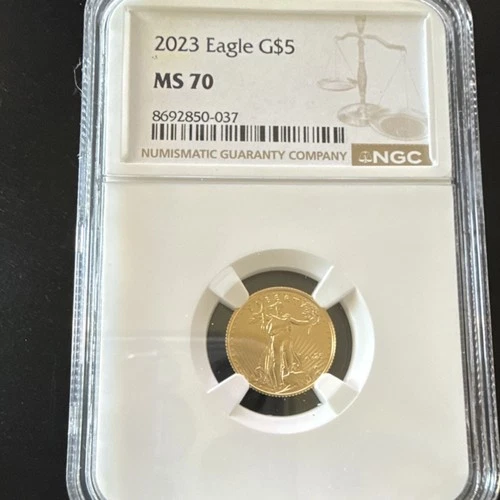 2023 Eagle G$5
MS 70
8692850-037
NUMISMATIC GUARANTY COMPANY NGC